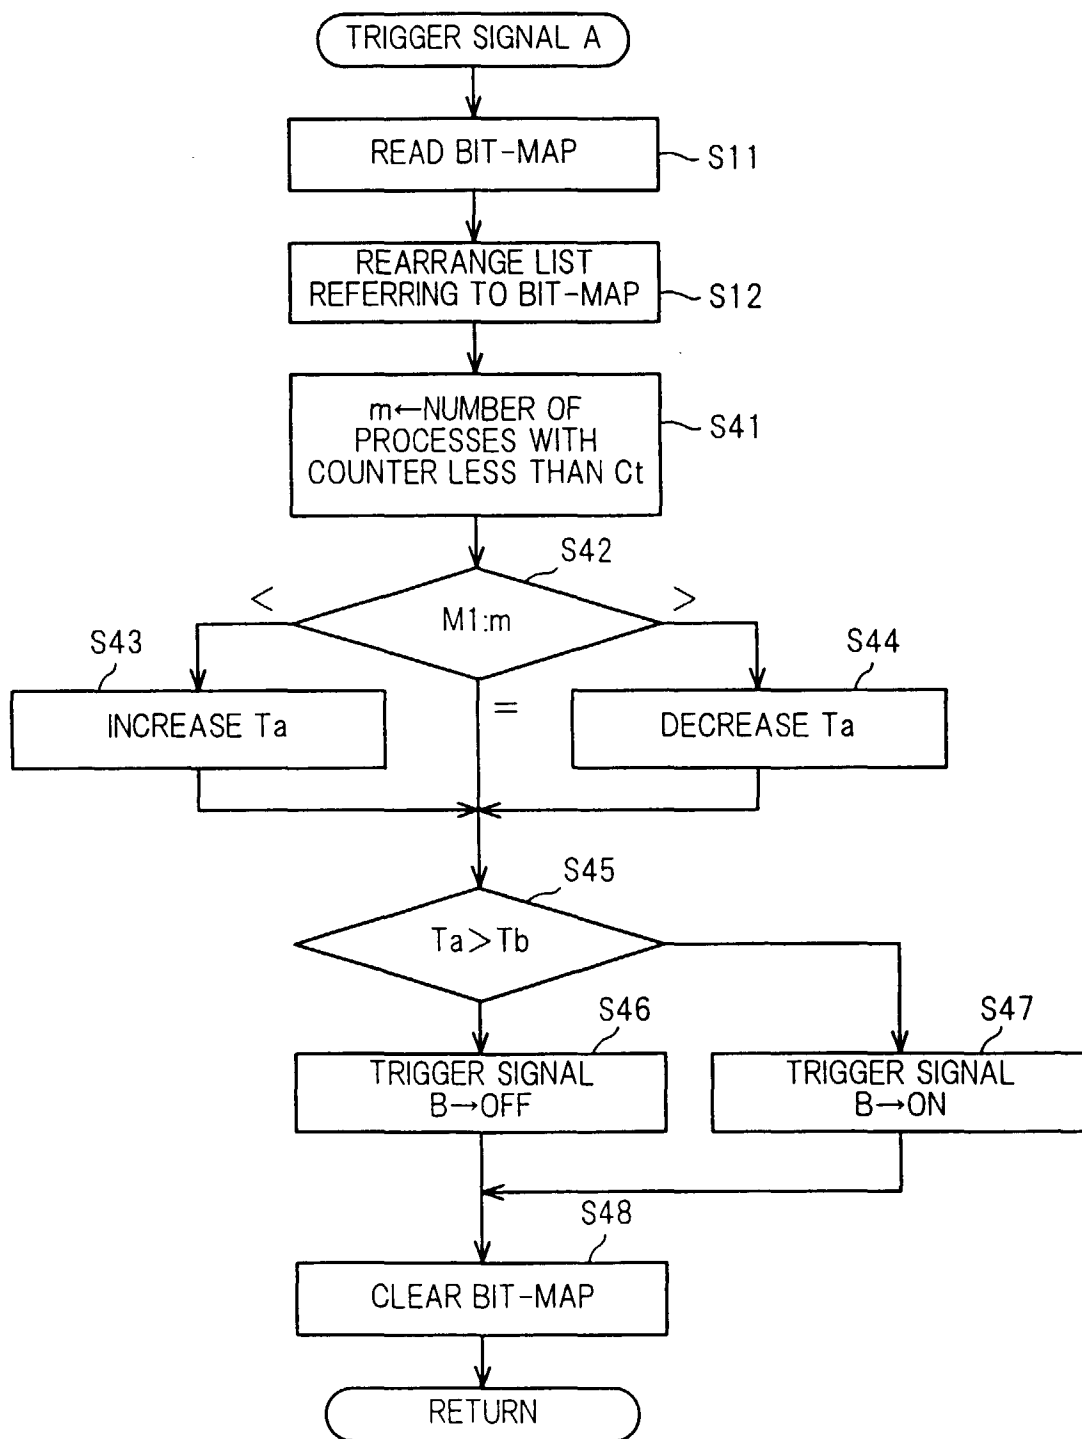 TRIGGER SIGNAL A
READ BIT-MAP
S11
REARRANGE LIST
REFERRING TO BIT-MAP
S12
m←NUMBER OF
PROCESSES WITH
COUNTER LESS THAN Ct
S41
S42
<
M1:m
>
S43
S44
INCREASE Ta
=
DECREASE Ta
S45
Ta>Tb
S46
S47
TRIGGER SIGNAL
B→OFF
TRIGGER SIGNAL
B→ON
S48
CLEAR BIT-MAP
RETURN